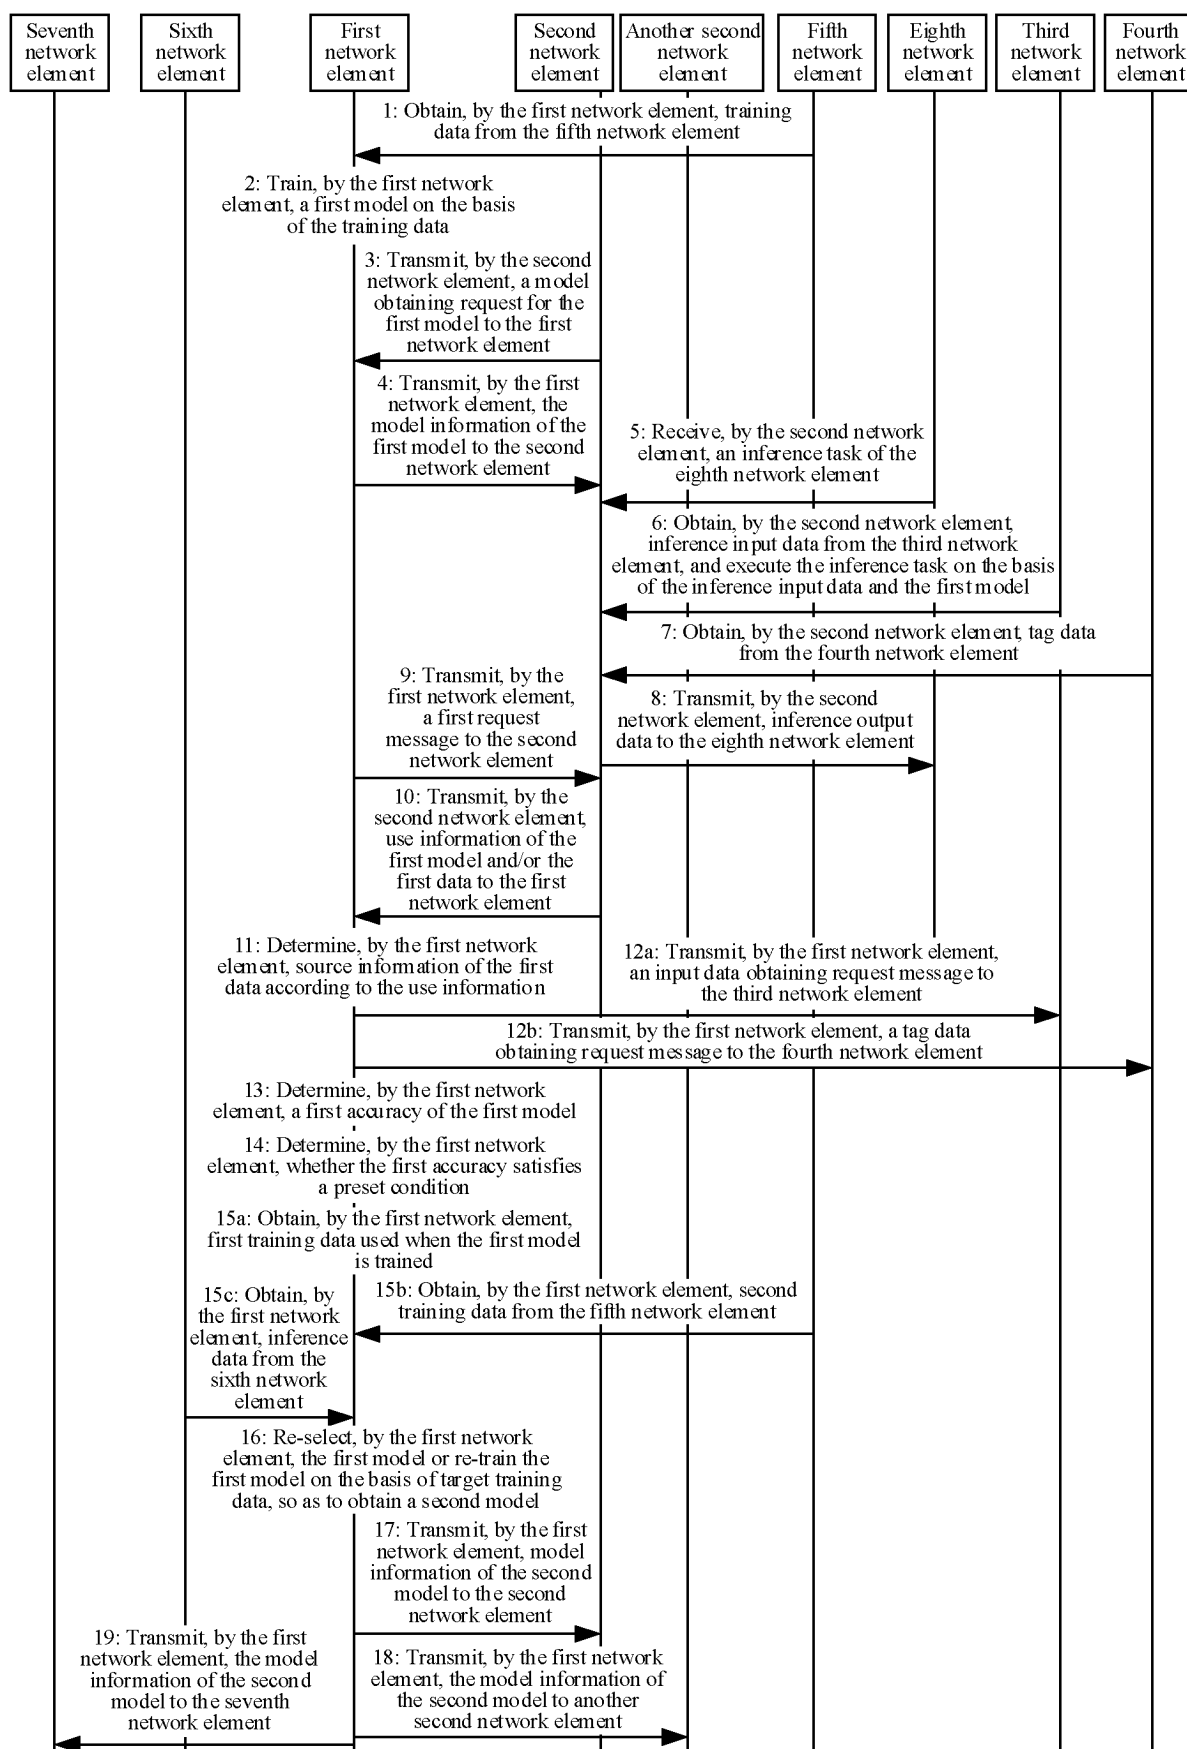 Seventh
network
element
Sixth
network
element
First
network
element
Second
network
element
Another second
network
element
Fifth
network
element
Eighth
network
element
Third
network
element
Fourth
network
element
1: Obtain, by the first network element, training
data from the fifth network element
2: Train, by the first network
element, a first model on the basis
of the training data
3: Transmit, by the second
network element, a model
obtaining request for the
first model to the first
network element
4: Transmit, by the first
network element, the
model information of the
first model to the second
network element
5: Receive, by the second network
element, an inference task of the
eighth network element
6: Obtain, by the second network element,
inference input data from the third network
element, and execute the inference task on the basis
of the inference input data and the first model
7: Obtain, by the second network element, tag data
from the fourth network element
9: Transmit, by the
first network element,
a first request
message to the second
network element
8: Transmit, by the second
network element, inference output
data to the eighth network element
10: Transmit, by the
second network element,
use information of the
first model and/or the
first data to the first
network element
11: Determine, by the first network
element, source information of the first
data according to the use information
12a: Transmit, by the first network element,
an input data obtaining request message to
the third network element
12b: Transmit, by the first network element, a tag data
obtaining request message to the fourth network element
13: Determine, by the first network
element, a first accuracy of the first model
14: Determine, by the first network
element, whether the first accuracy satisfies
a preset condition
15a: Obtain, by the first network element,
first training data used when the first model
is trained
15b: Obtain, by the first network element, second
training data from the fifth network element
15c: Obtain, by
the first network
element, inference
data from the
sixth network
element
16: Re-select, by the first network
element, the first model or re-train the
first model on the basis of target training
data, so as to obtain a second model
17: Transmit, by the first
network element, model
information of the second
model to the second
network element
19: Transmit, by the first
network element, the model
information of the second
model to the seventh
network element
18: Transmit, by the first network
element, the model information of
the second model to another
second network element